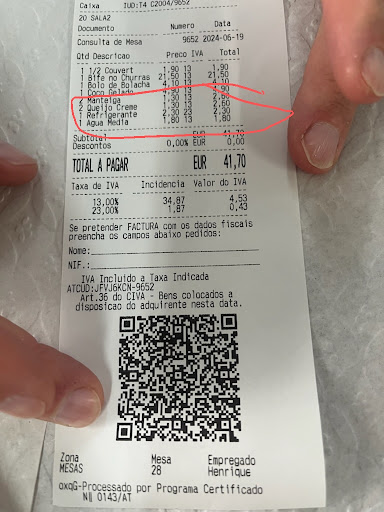 Caixa IUD:T4 C2004/9652
20 SALA2
Documento Numero Data
Consulta de Mesa 9652 2024-06-19
Qtd Descricao Preco IVA Total
1 1/2 Couvert 1,90 13 1,90
1 Bife no Churras 21,50 13 21,50
1 Bolo de Bolacha 4,10 13 4,10
1 Coco Gelado 4,90 13 4,90
2 Manteiga 1,30 13 2,60
2 Queijo Creme 1,30 13 2,60
1 Refrigerante 2,30 23 2,30
1 Agua Media 1,80 13 1,80
Subtotal EUR 41,70
Descontos 0,00% EUR 0,00
TOTAL A PAGAR EUR 41,70
Taxa de IVA Incidencia Valor do IVA
13,00% 34,87 4,53
23,00% 1,87 0,43
Se pretender FACTURA com os dados fiscais
preencha os campos abaixo pedidos:
Nome:
NIF.:
IVA Incluido a Taxa Indicada
ATCUD:JFVJ6KCN-9652
Art.36 do CIVA - Bens colocados a
disposicao do adquirente nesta data.
Zona Mesa Empregado
MESAS 28 Henrique
oxqG-Processado por Programa Certificado
Nº 0143/AT